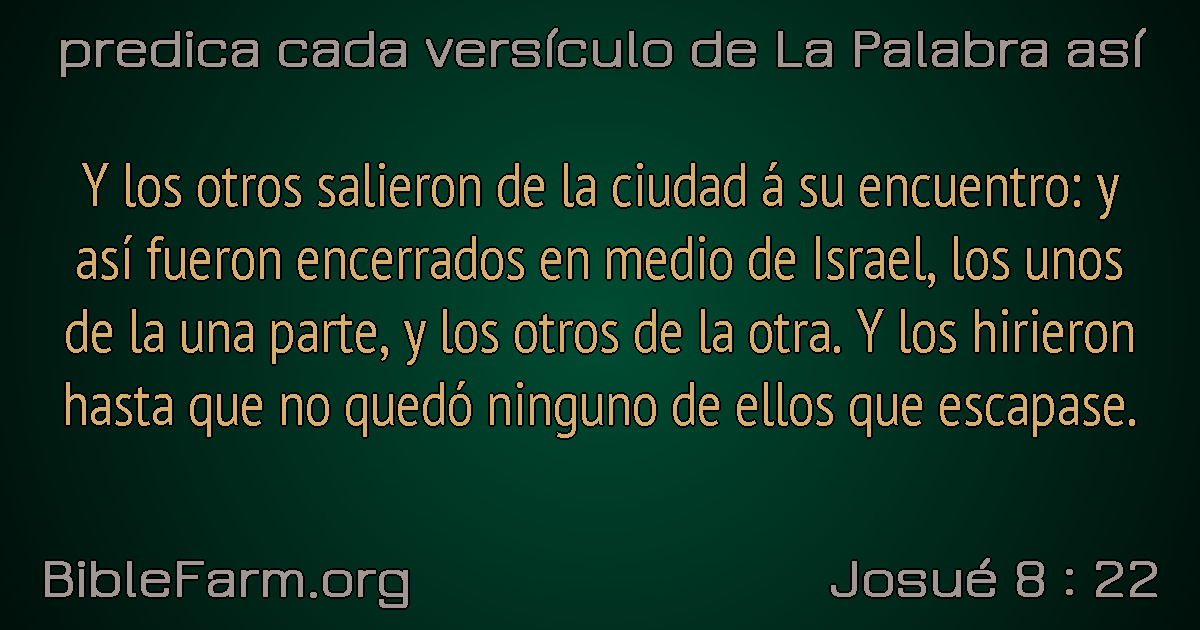 predica cada versículo de La Palabra así
Y los otros salieron de la ciudad á su encuentro: y
así fueron encerrados en medio de Israel, los unos
de la una parte, y los otros de la otra. Y los hirieron
hasta que no quedó ninguno de ellos que escapase.
BibleFarm.org
Josué 8 : 22